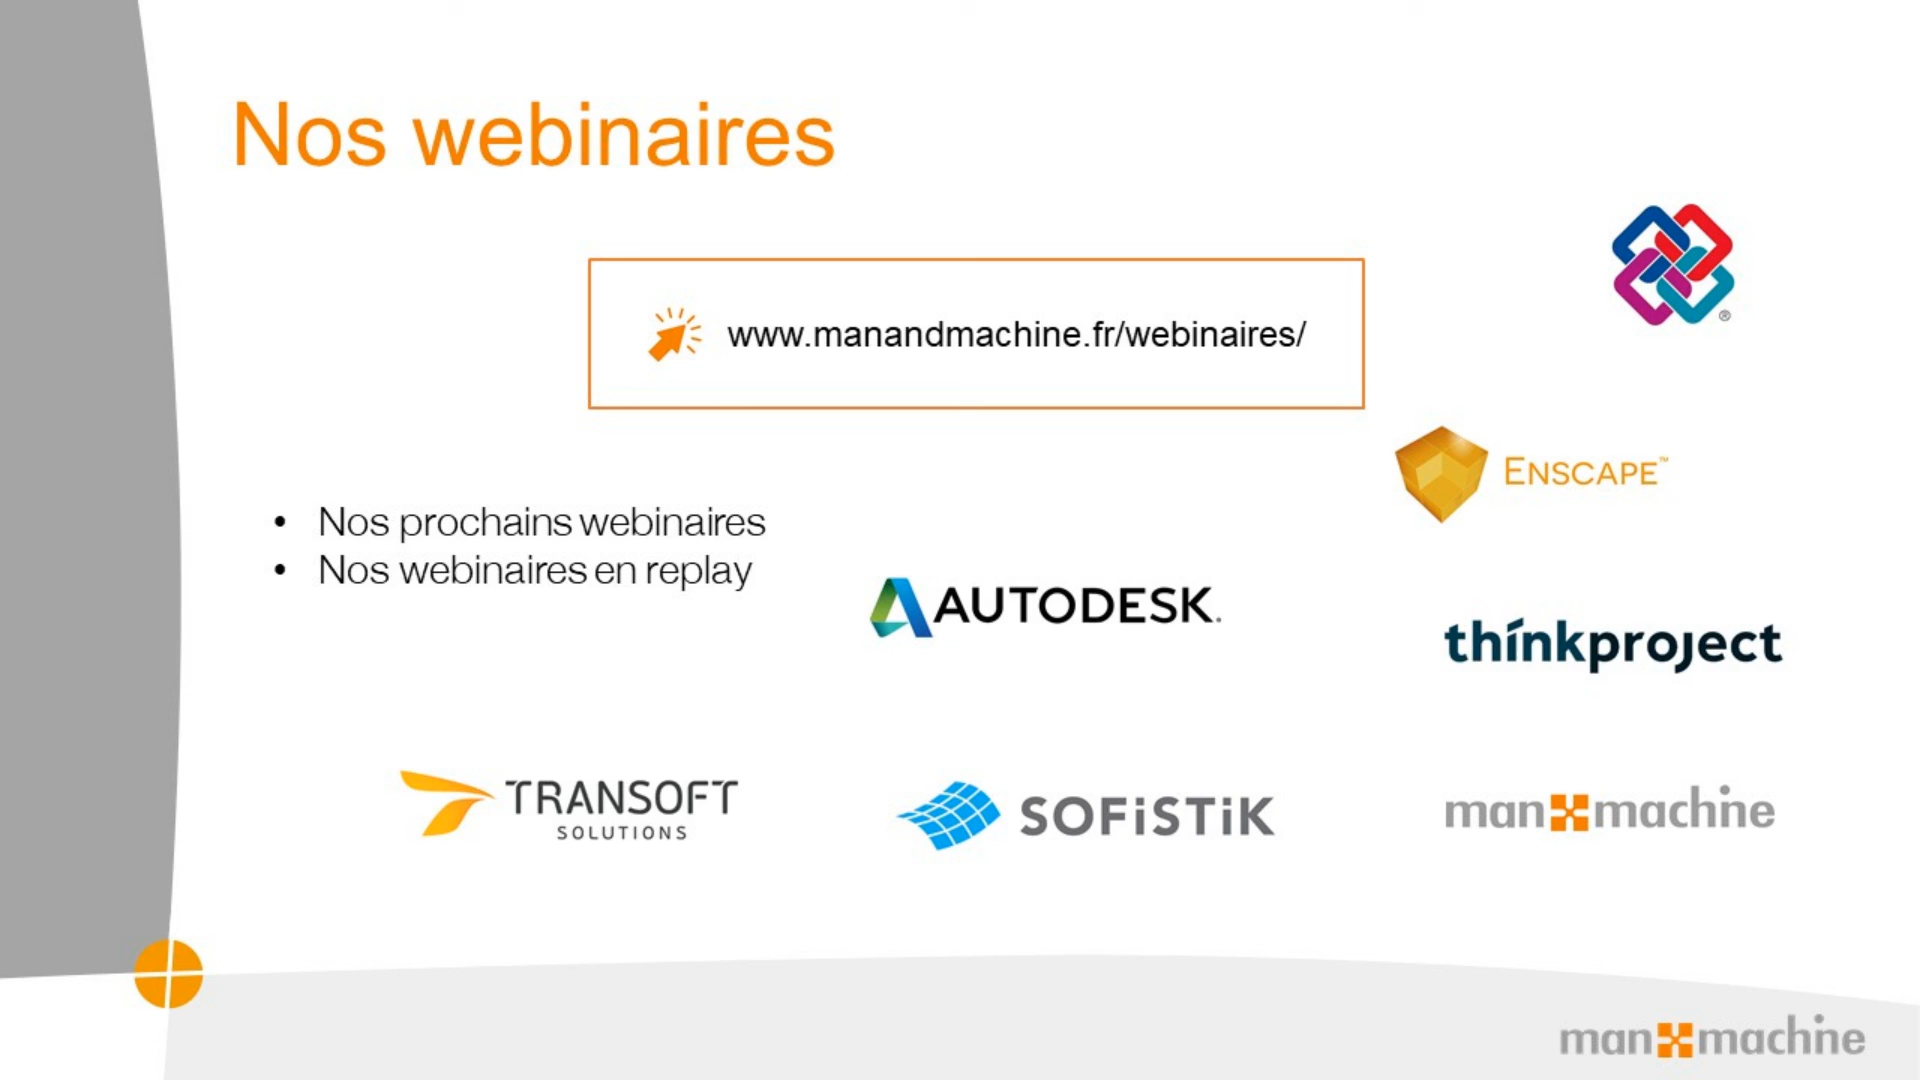 Nos webinaires
www.manandmachine.fr/webinaires/
®
ENSCAPE™
• Nos prochains webinaires
• Nos webinaires en replay
AUTODESK.
thinkproject
TRANSOFT
SOLUTIONS
SOFiSTiK
man machine
man machine